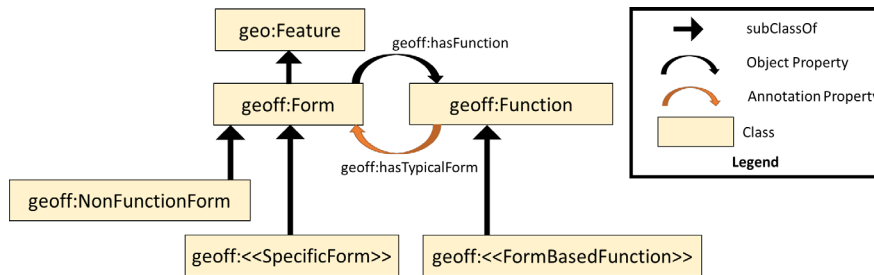 geo:Feature
geoff:hasFunction
geoff:Form
geoff:Function
geoff:hasTypicalForm
geoff:NonFunctionForm
geoff:<<SpecificForm>>
geoff:<<FormBasedFunction>>
subClassOf
Object Property
Annotation Property
Class
Legend